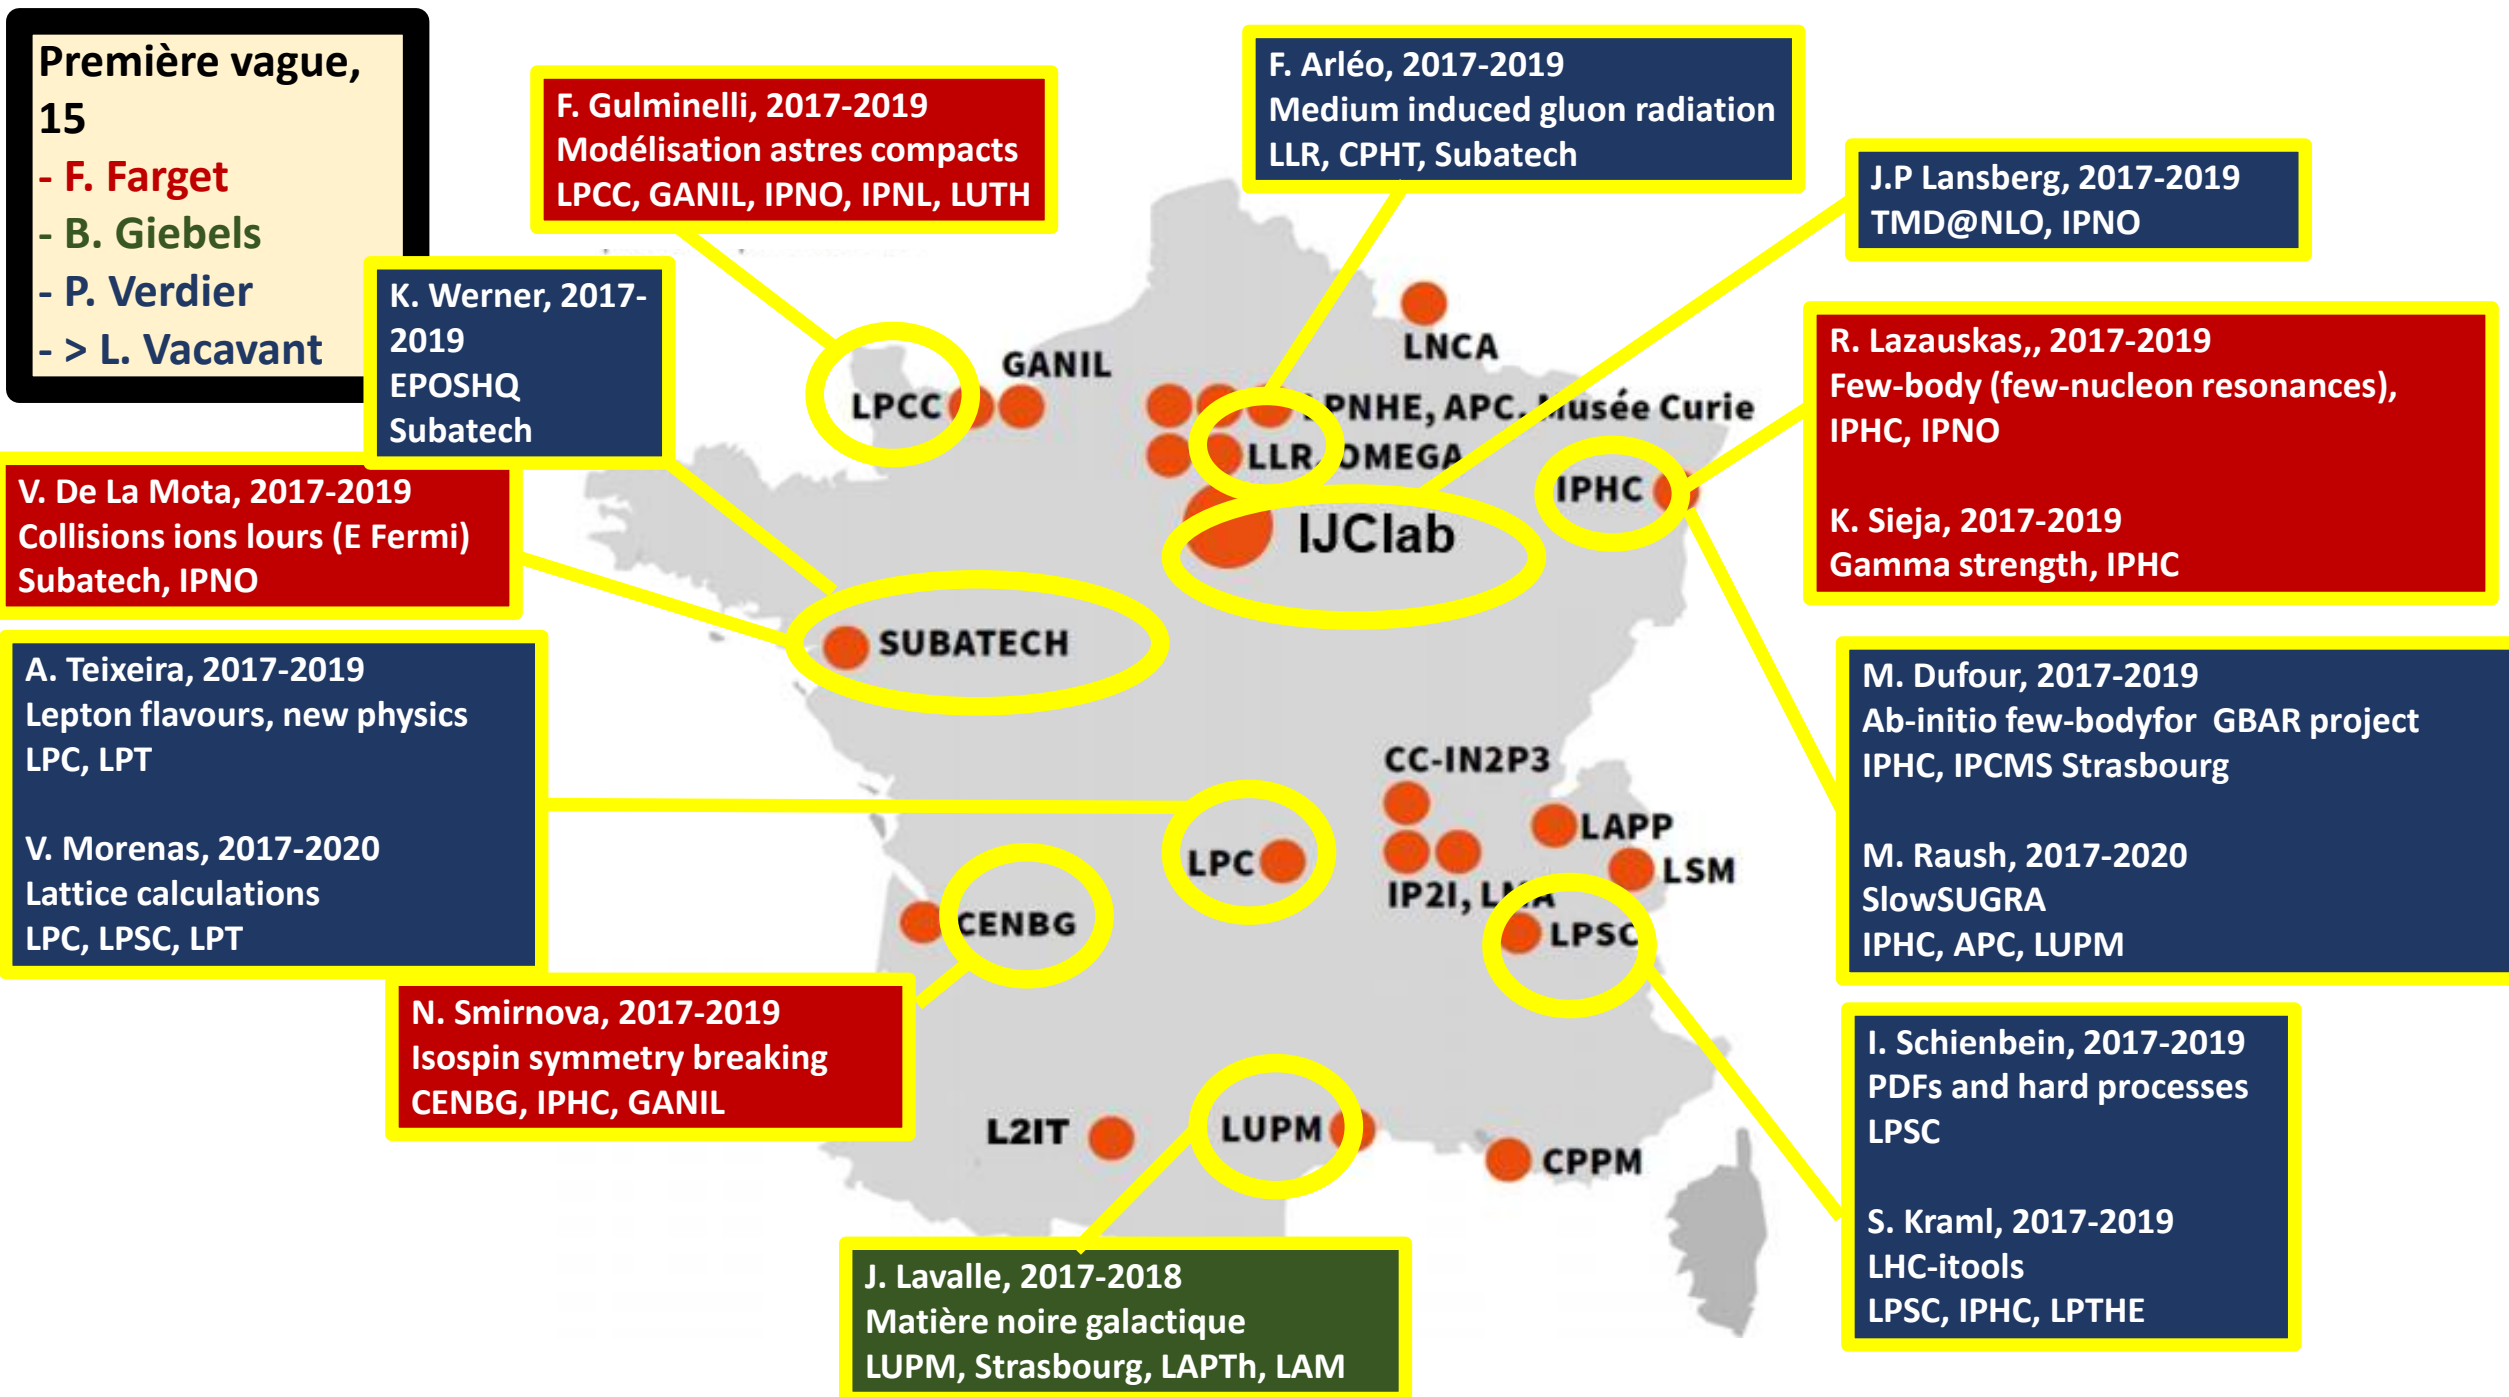 Première vague,
15
- F. Farget
- B. Giebels
- P. Verdier
- > L. Vacavant
F. Gulminelli, 2017-2019
Modélisation astres compacts
LPCC, GANIL, IPNO, IPNL, LUTH
F. Arléo, 2017-2019
Medium induced gluon radiation
LLR, CPHT, Subatech
J.P Lansberg, 2017-2019
TMD@NLO, IPNO
K. Werner, 2017-
2019
EPOSHQ
Subatech
R. Lazauskas,, 2017-2019
Few-body (few-nucleon resonances),
IPHC, IPNO
K. Sieja, 2017-2019
Gamma strength, IPHC
V. De La Mota, 2017-2019
Collisions ions lours (E Fermi)
Subatech, IPNO
A. Teixeira, 2017-2019
Lepton flavours, new physics
LPC, LPT
V. Morenas, 2017-2020
Lattice calculations
LPC, LPSC, LPT
M. Dufour, 2017-2019
Ab-initio few-bodyfor GBAR project
IPHC, IPCMS Strasbourg
M. Raush, 2017-2020
SlowSUGRA
IPHC, APC, LUPM
N. Smirnova, 2017-2019
Isospin symmetry breaking
CENBG, IPHC, GANIL
I. Schienbein, 2017-2019
PDFs and hard processes
LPSC
S. Kraml, 2017-2019
LHC-itools
LPSC, IPHC, LPTHE
J. Lavalle, 2017-2018
Matière noire galactique
LUPM, Strasbourg, LAPTh, LAM
LNCA
GANIL
LPCC
LPNHE, APC, Musée Curie
LLR, OMEGA
IPHC
IJClab
SUBATECH
CC-IN2P3
LAPP
LPC
LSM
IP2I, LMA
CENBG
LPSC
L2IT
LUPM
CPPM